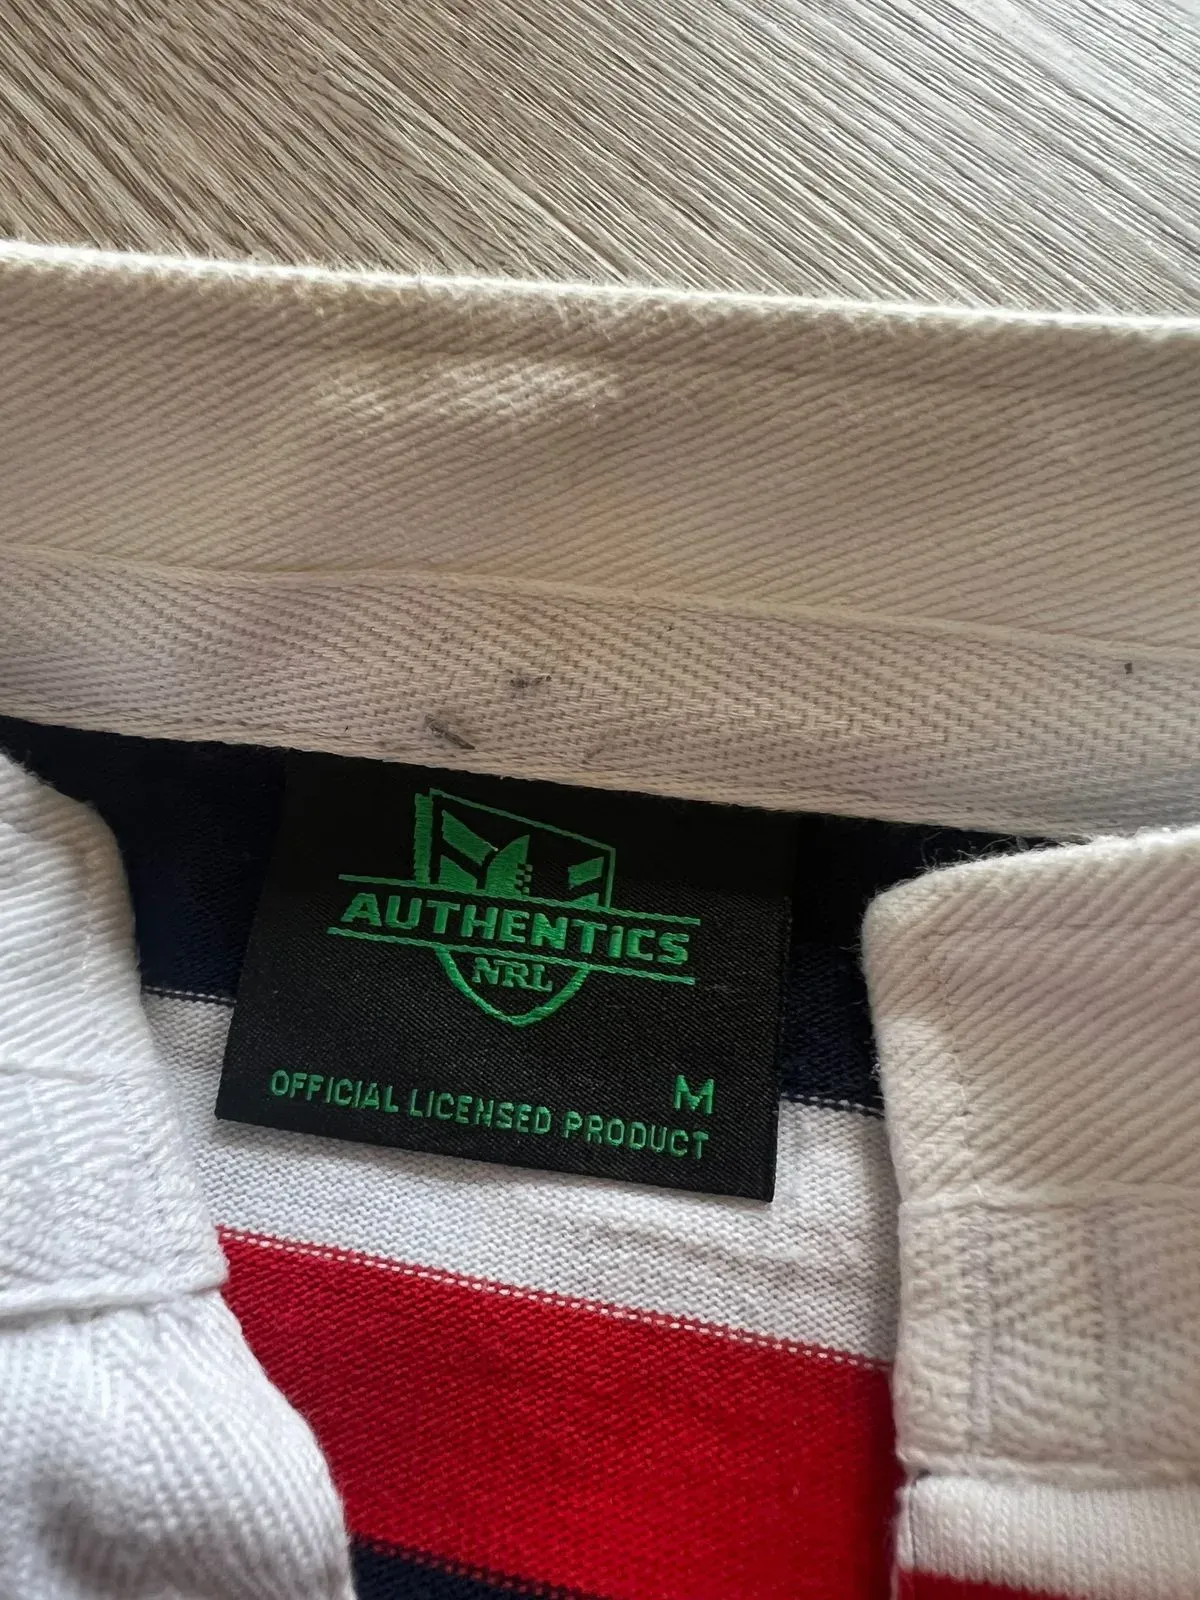 AUTHENTICS
NRL
M
OFFICIAL LICENSED PRODUCT